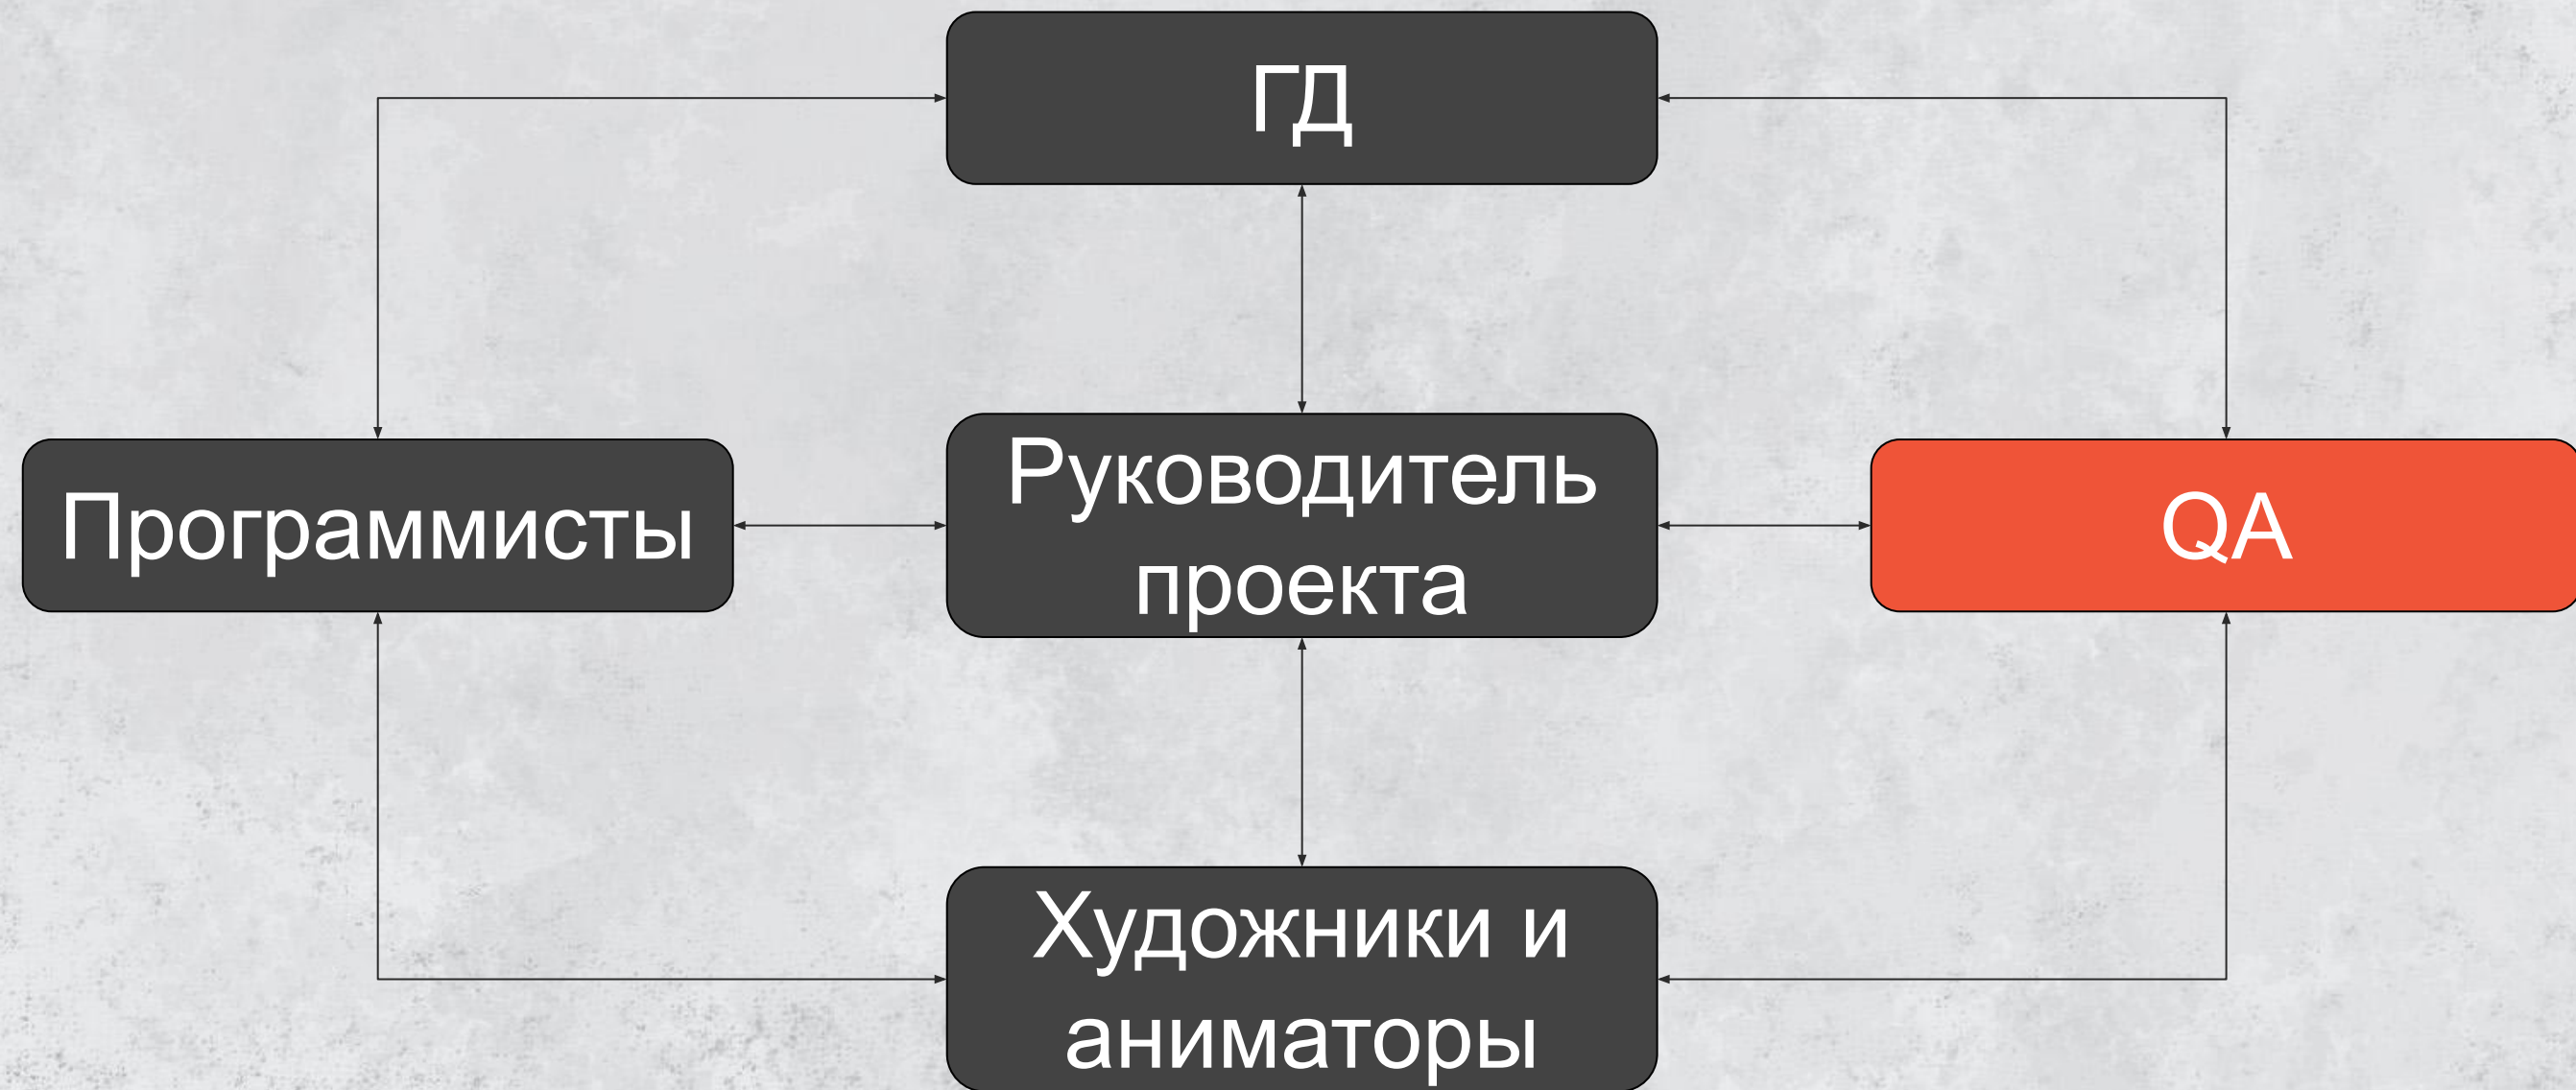 ГД
Программисты
Руководитель
проекта
QA
Художники и
аниматоры